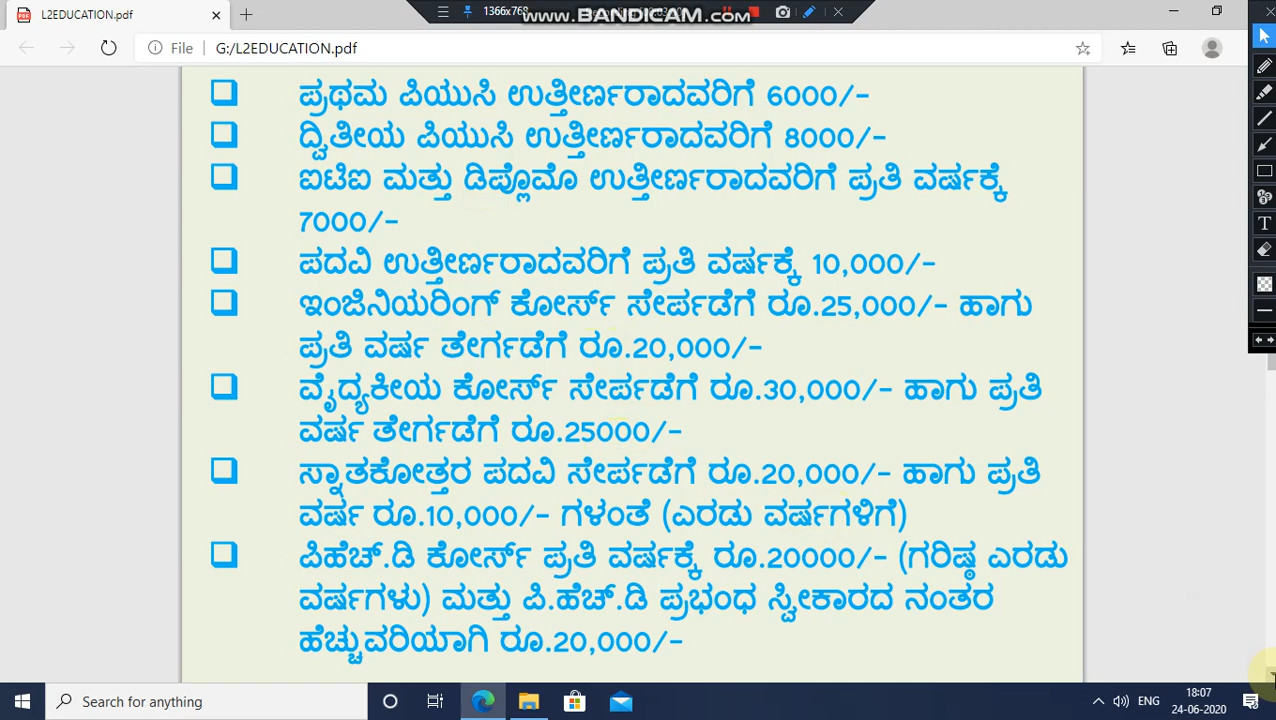 L2EDUCATION.pdf
1366x768
www.BANDICAM.com
File G:/L2EDUCATION.pdf
ಪ್ರಥಮ ಪಿಯುಸಿ ಉತ್ತೀರ್ಣರಾದವರಿಗೆ 6000/-
ದ್ವಿತೀಯ ಪಿಯುಸಿ ಉತ್ತೀರ್ಣರಾದವರಿಗೆ 8000/-
ಐಟಿಐ ಮತ್ತು ಡಿಪ್ಲೊಮೊ ಉತ್ತೀರ್ಣರಾದವರಿಗೆ ಪ್ರತಿ ವರ್ಷಕ್ಕೆ
7000/-
ಪದವಿ ಉತ್ತೀರ್ಣರಾದವರಿಗೆ ಪ್ರತಿ ವರ್ಷಕ್ಕೆ 10,000/-
ಇಂಜಿನಿಯರಿಂಗ್ ಕೋರ್ಸ್ ಸೇರ್ಪಡೆಗೆ ರೂ.25,000/- ಹಾಗು
ಪ್ರತಿ ವರ್ಷ ತೇರ್ಗಡೆಗೆ ರೂ.20,000/-
ವೈದ್ಯಕೀಯ ಕೋರ್ಸ್ ಸೇರ್ಪಡೆಗೆ ರೂ.30,000/- ಹಾಗು ಪ್ರತಿ
ವರ್ಷ ತೇರ್ಗಡೆಗೆ ರೂ.25000/-
ಸ್ನಾತಕೋತ್ತರ ಪದವಿ ಸೇರ್ಪಡೆಗೆ ರೂ.20,000/- ಹಾಗು ಪ್ರತಿ
ವರ್ಷ ರೂ.10,000/- ಗಳಂತೆ (ಎರಡು ವರ್ಷಗಳಿಗೆ)
ಪಿಹೆಚ್.ಡಿ ಕೋರ್ಸ್ ಪ್ರತಿ ವರ್ಷಕ್ಕೆ ರೂ.20000/- (ಗರಿಷ್ಠ ಎರಡು
ವರ್ಷಗಳು) ಮತ್ತು ಪಿ.ಹೆಚ್.ಡಿ ಪ್ರಭಂಧ ಸ್ವೀಕಾರದ ನಂತರ
ಹೆಚ್ಚುವರಿಯಾಗಿ ರೂ.20,000/-
Search for anything
ENG
18:07
24-06-2020